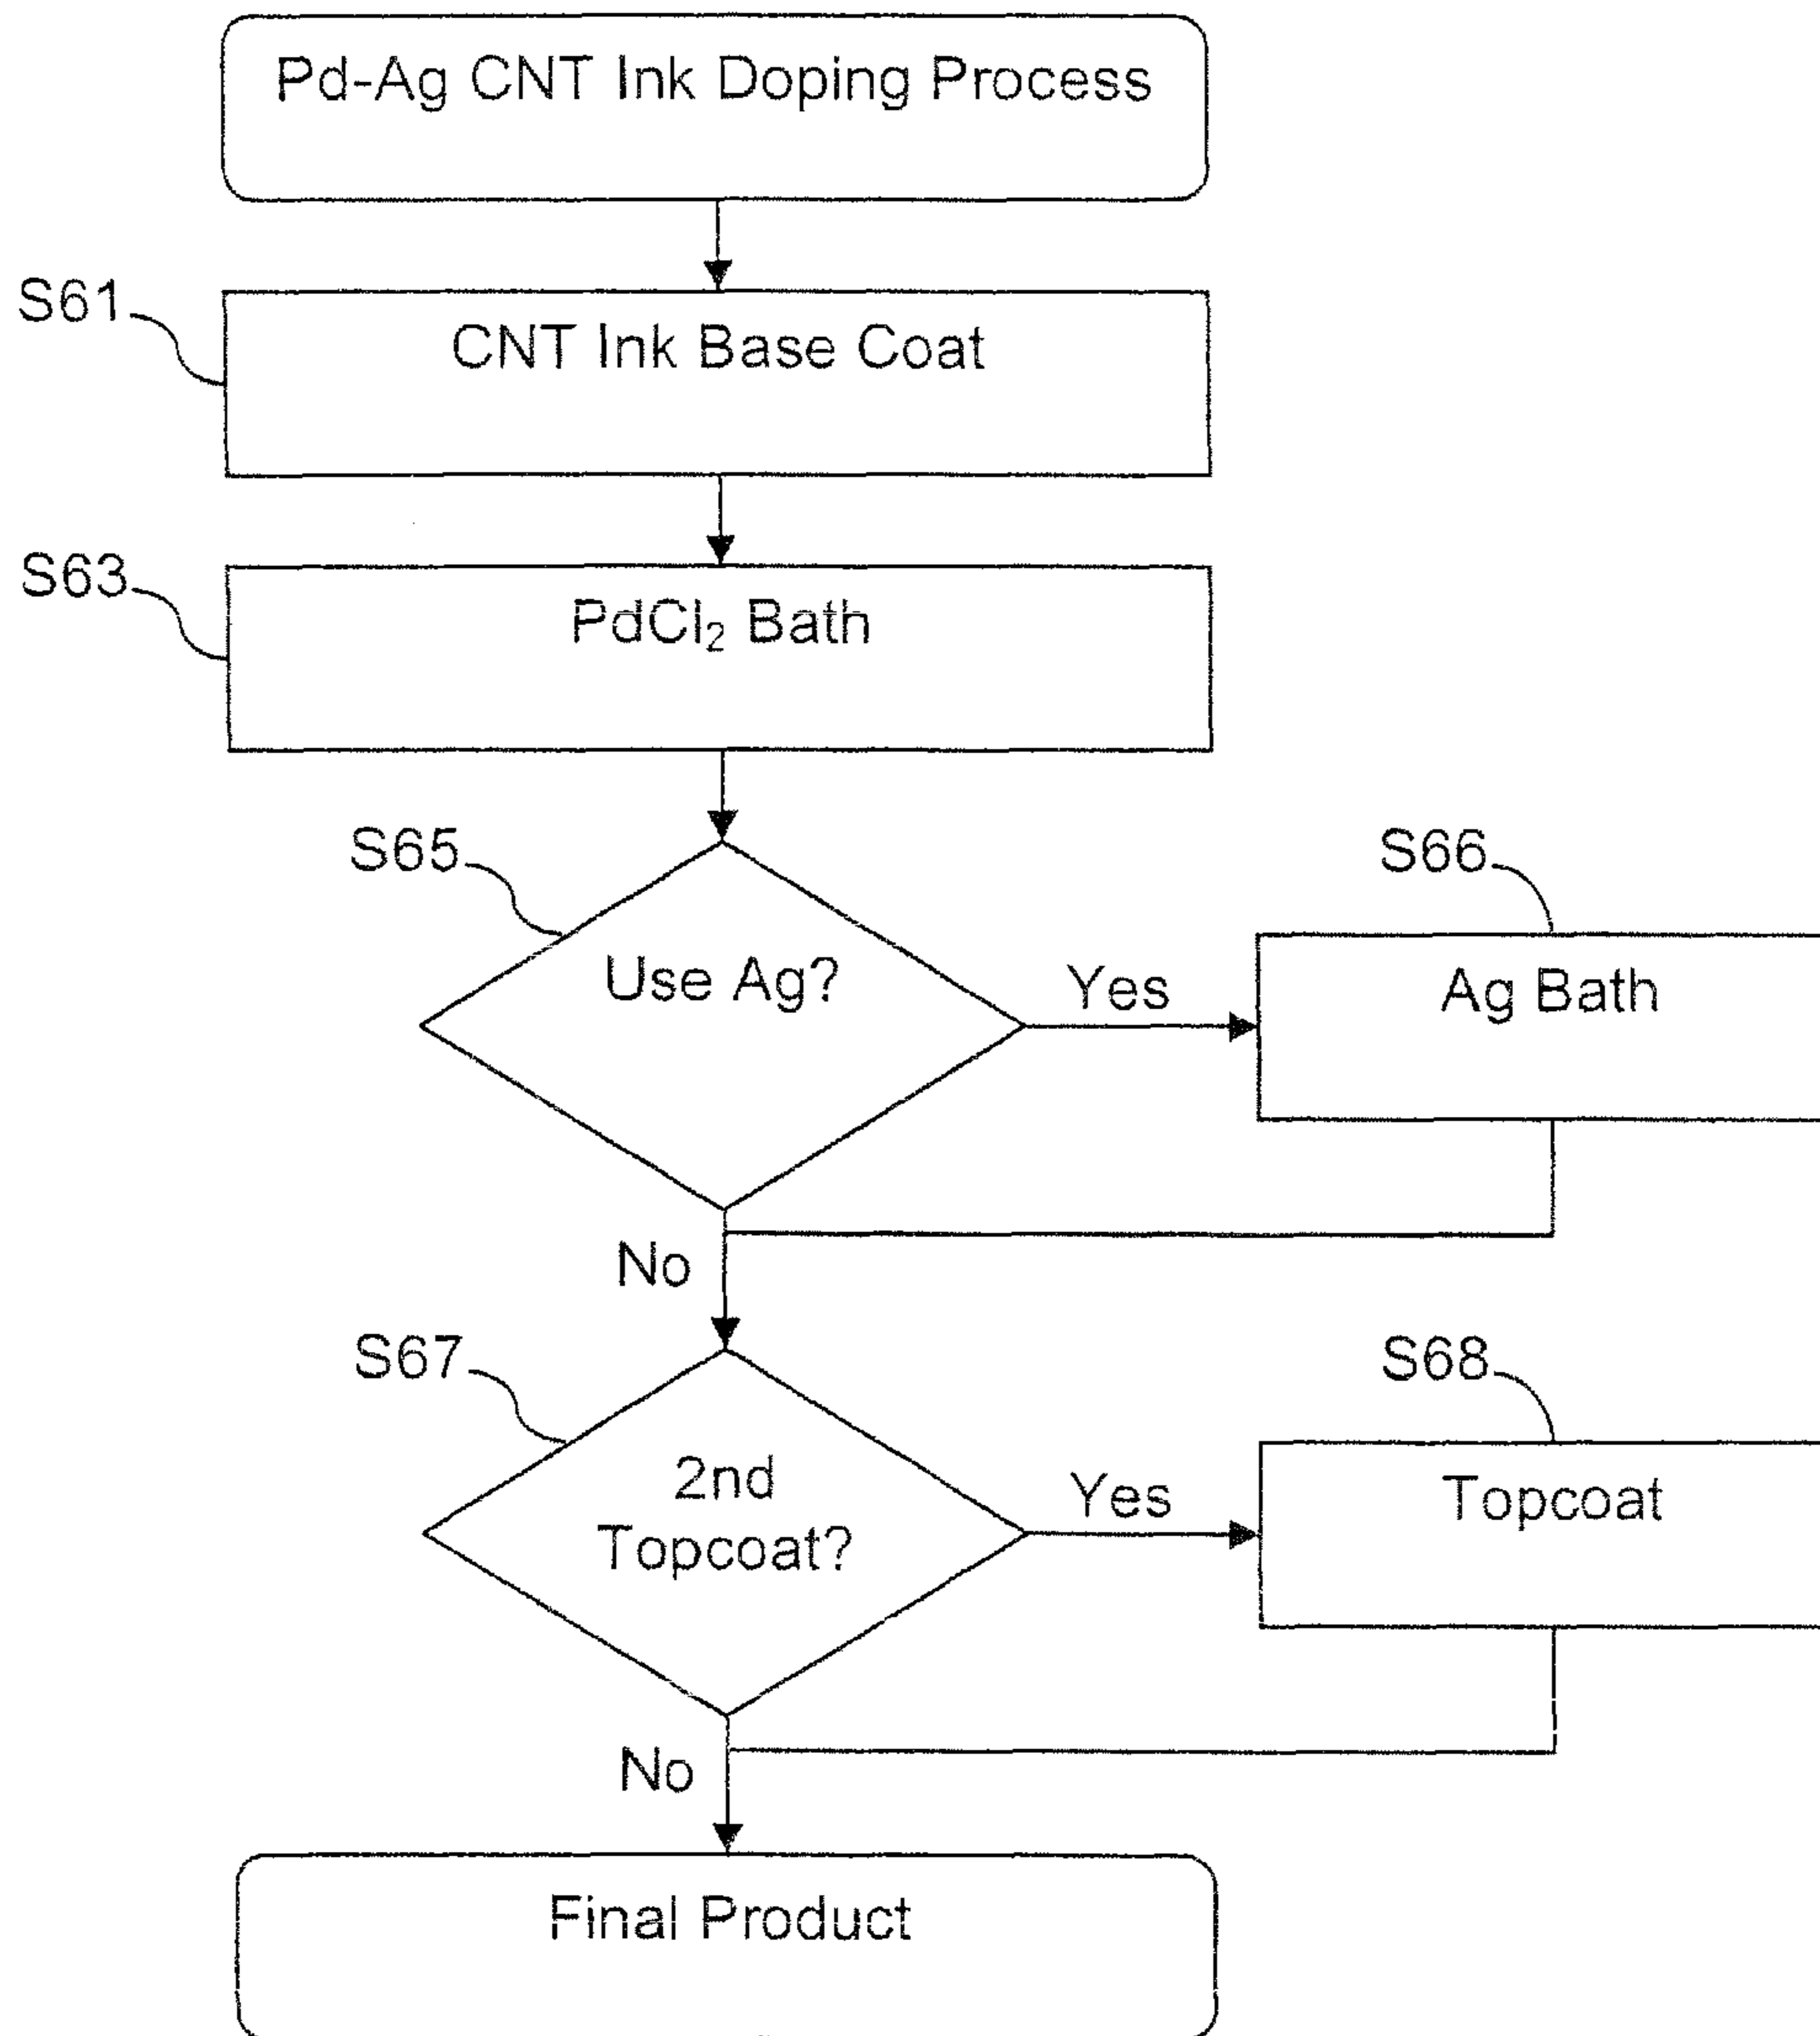 Pd-Ag CNT Ink Doping Process
S61
CNT Ink Base Coat
S63
PdCl₂ Bath
S65
Use Ag?
Yes
S66
Ag Bath
No
S67
2nd
Topcoat?
Yes
S68
Topcoat
No
Final Product